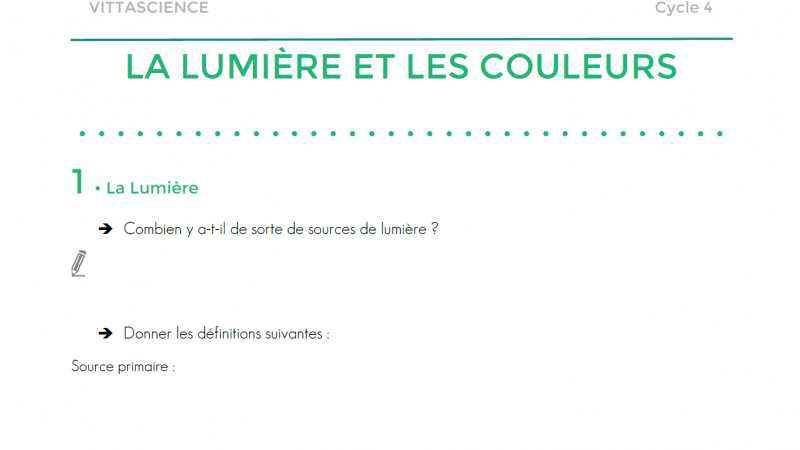 VITTASCIENCE Cycle 4
LA LUMIÈRE ET LES COULEURS
1 • La Lumière
➔ Combien y a-t-il de sorte de sources de lumière ?
➔ Donner les définitions suivantes :
Source primaire :